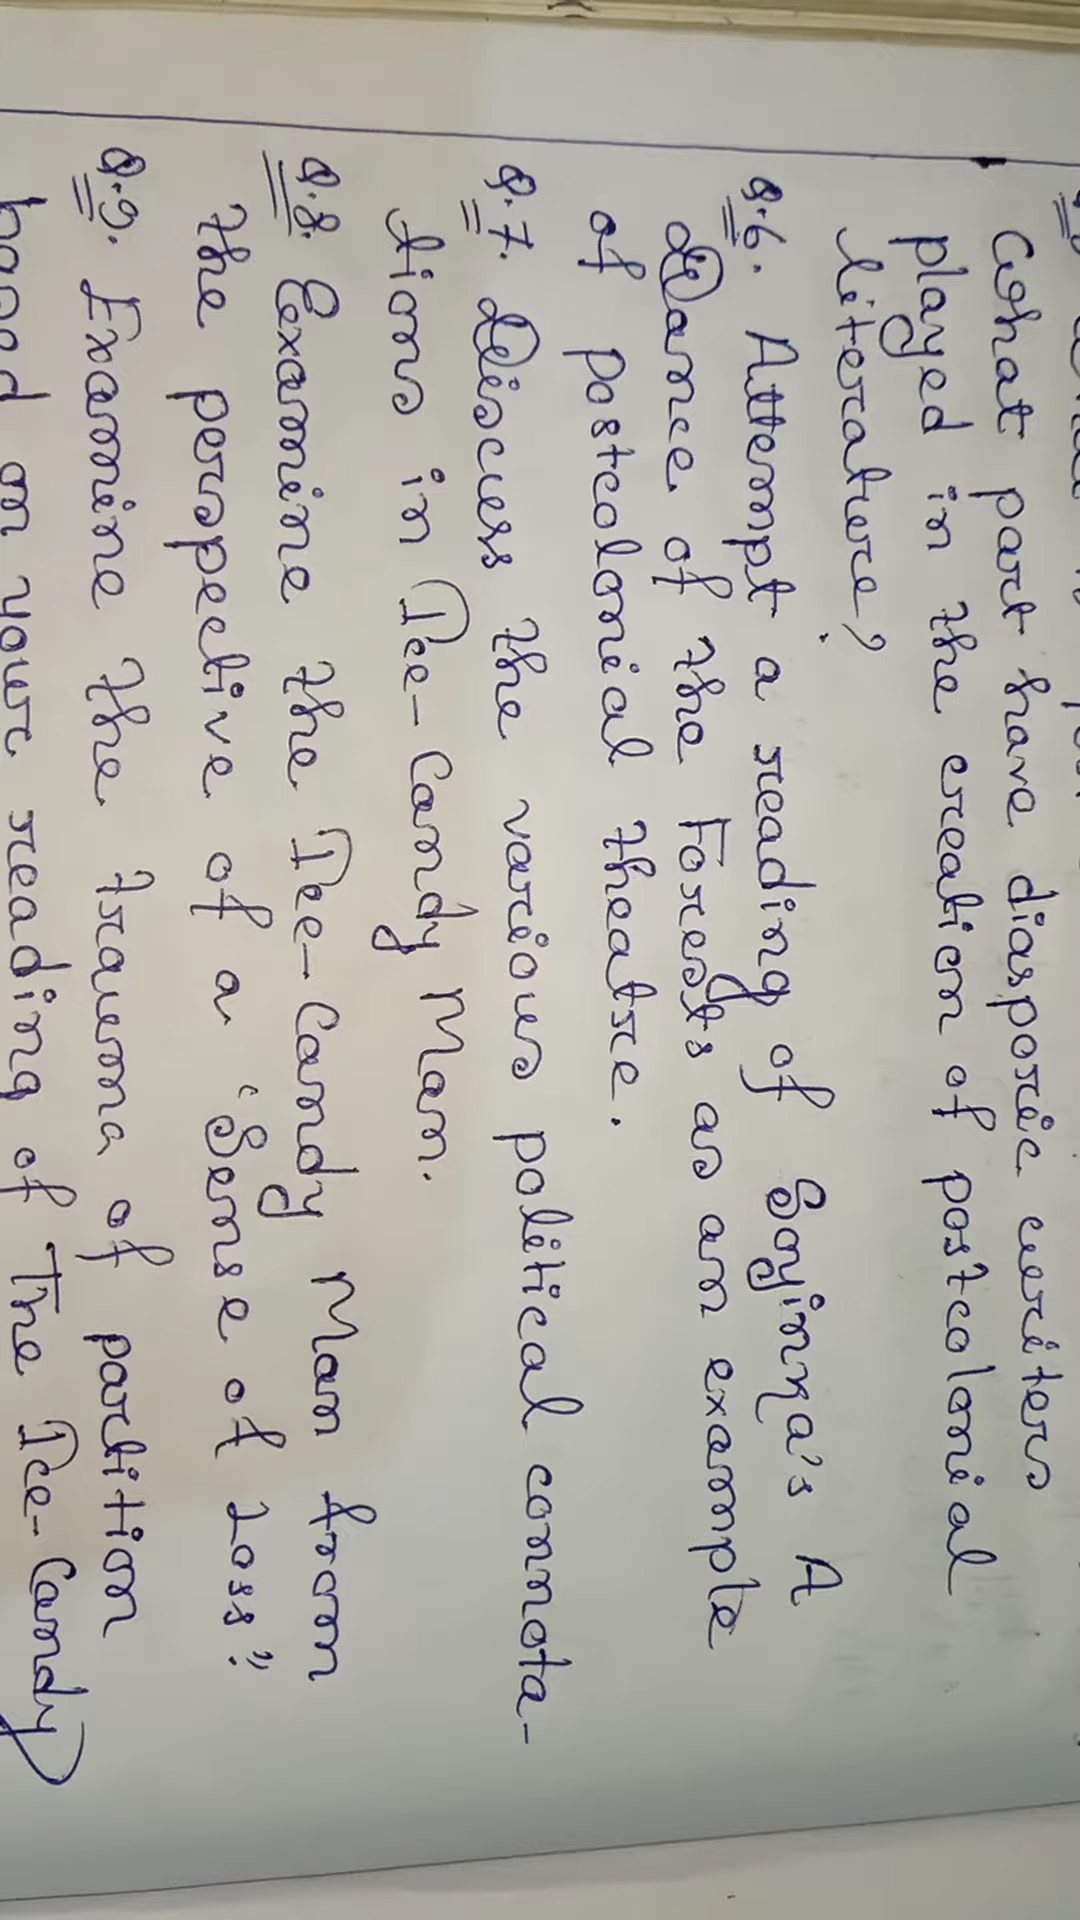 What part have diasporic writers
played in the creation of postcolonial
literature?
Q.6. Attempt a reading of Soyinka's A
Dance of the Forests as an example
of postcolonial theatre.
Q.7. Discuss the various political connota-
tions in Ice-Candy Man.
Q.8. Examine the Ice-Candy Man from
the perspective of a 'Sense of Loss".
Q.9. Examine the trauma of partition
based on your reading of The Ice-Candy